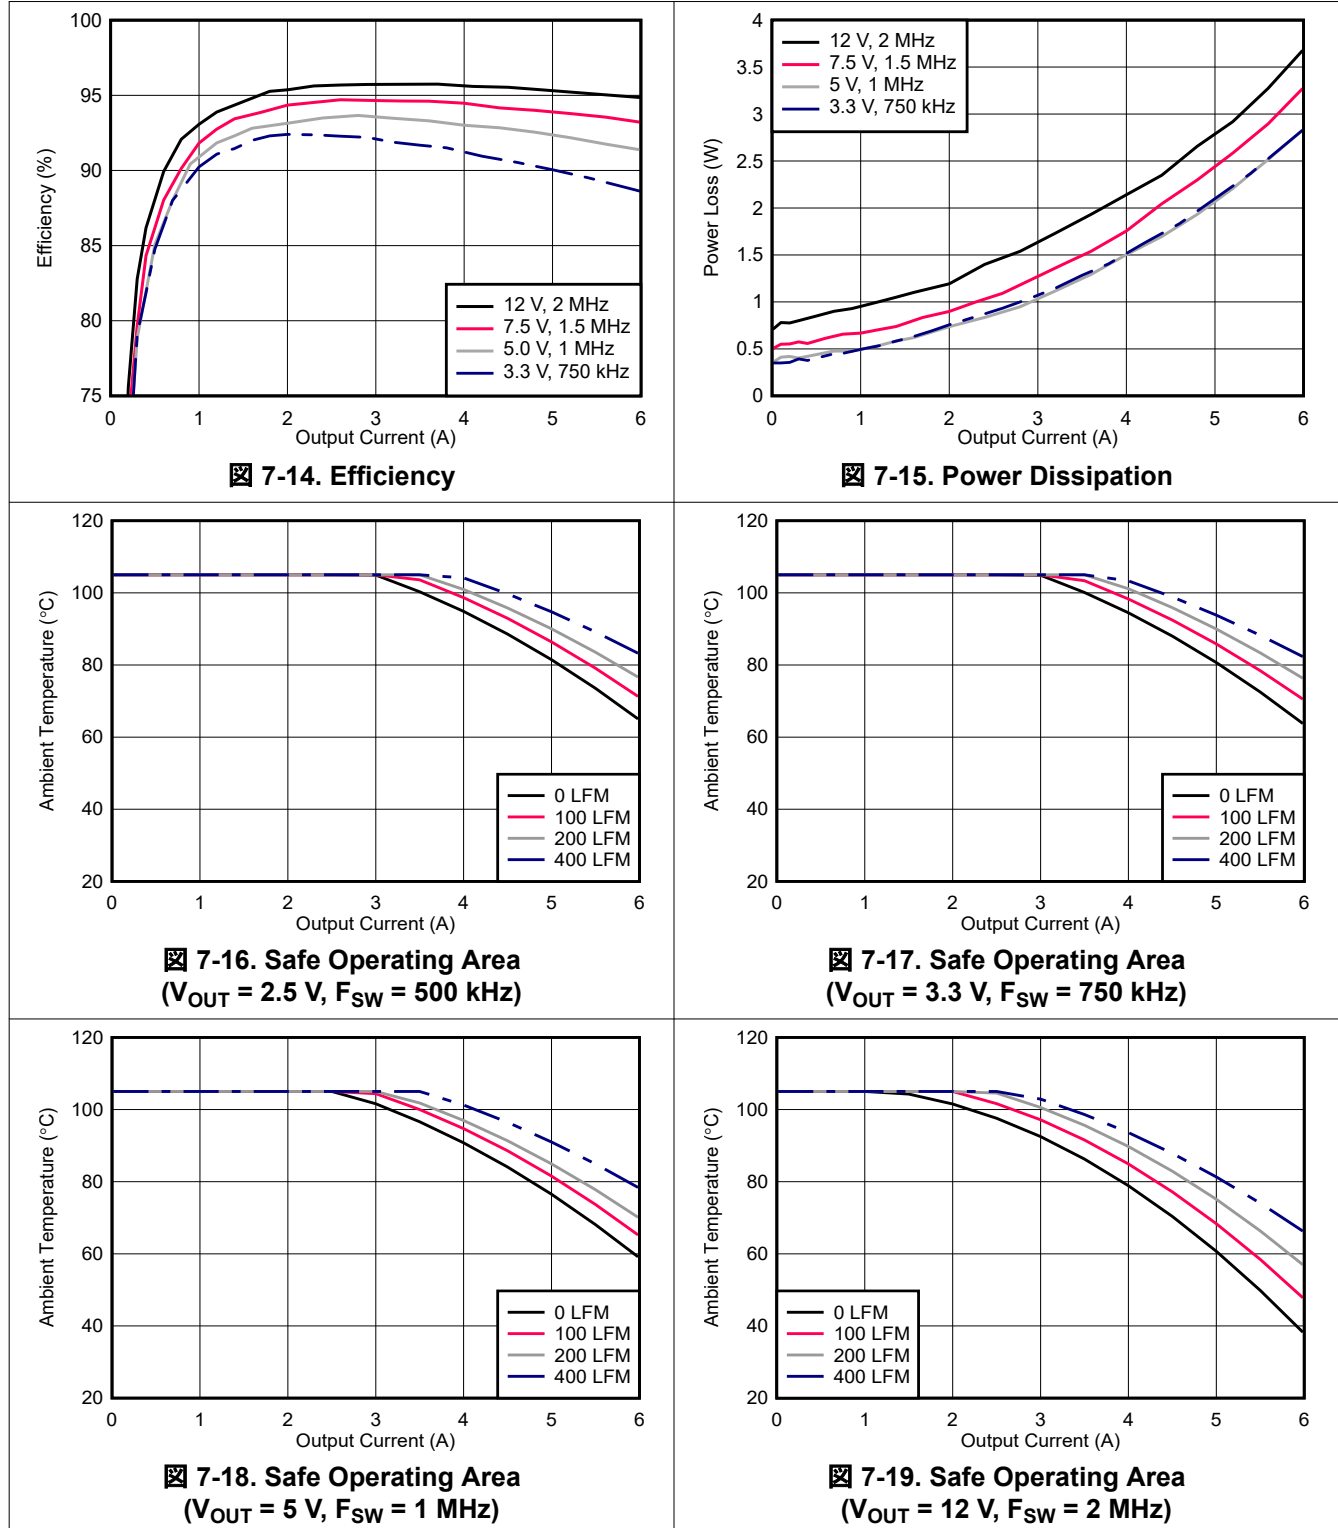 100
95
90
85
80
75
Efficiency (%)
12 V, 2 MHz
7.5 V, 1.5 MHz
5.0 V, 1 MHz
3.3 V, 750 kHz
0 1 2 3 4 5 6
Output Current (A)
図 7-14. Efficiency
4
3.5
3
2.5
2
1.5
1
0.5
0
Power Loss (W)
12 V, 2 MHz
7.5 V, 1.5 MHz
5 V, 1 MHz
3.3 V, 750 kHz
0 1 2 3 4 5 6
Output Current (A)
図 7-15. Power Dissipation
120
100
80
60
40
20
Ambient Temperature (°C)
0 LFM
100 LFM
200 LFM
400 LFM
0 1 2 3 4 5 6
Output Current (A)
図 7-16. Safe Operating Area
(VOUT = 2.5 V, FSW = 500 kHz)
120
100
80
60
40
20
Ambient Temperature (°C)
0 LFM
100 LFM
200 LFM
400 LFM
0 1 2 3 4 5 6
Output Current (A)
図 7-17. Safe Operating Area
(VOUT = 3.3 V, FSW = 750 kHz)
120
100
80
60
40
20
Ambient Temperature (°C)
0 LFM
100 LFM
200 LFM
400 LFM
0 1 2 3 4 5 6
Output Current (A)
図 7-18. Safe Operating Area
(VOUT = 5 V, FSW = 1 MHz)
120
100
80
60
40
20
Ambient Temperature (°C)
0 LFM
100 LFM
200 LFM
400 LFM
0 1 2 3 4 5 6
Output Current (A)
図 7-19. Safe Operating Area
(VOUT = 12 V, FSW = 2 MHz)